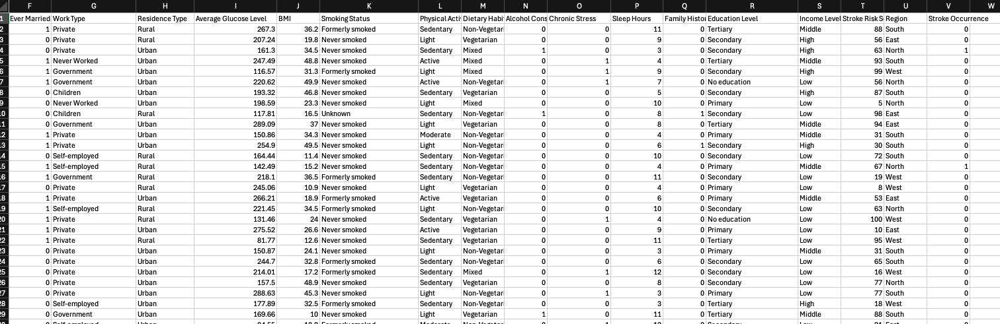 F G H I J K L M N O P Q R S T U V W
1 Ever Married Work Type Residence Type Average Glucose Level BMI Smoking Status Physical Acti Dietary Habi Alcohol Cons Chronic Stress Sleep Hours Family Histor Education Level Income Level Stroke Risk S Region Stroke Occurrence
2 1 Private Rural 267.3 36.2 Formerly smoked Sedentary Non-Vegetar 0 0 11 0 Tertiary Middle 88 South 0
3 0 Private Rural 207.24 19.8 Never smoked Light Vegetarian 0 0 9 0 Secondary High 56 East 0
4 0 Private Urban 161.3 34.5 Never smoked Sedentary Mixed 1 0 3 0 Secondary High 63 North 1
5 1 Never Worked Urban 247.49 48.8 Never smoked Active Mixed 0 1 4 0 Tertiary Middle 93 South 0
6 1 Government Urban 116.57 31.3 Formerly smoked Light Mixed 0 1 9 0 Secondary High 99 West 0
7 1 Government Urban 220.62 49.9 Never smoked Active Non-Vegetar 0 1 7 0 No education Low 56 North 0
8 0 Children Urban 193.32 46.8 Never smoked Sedentary Vegetarian 0 0 5 0 Secondary High 87 South 0
9 0 Never Worked Urban 198.59 23.3 Never smoked Light Mixed 0 0 10 0 Primary Low 5 North 0
10 0 Children Urban 117.81 16.5 Unknown Sedentary Non-Vegetar 1 0 8 1 Secondary Low 98 East 0
11 0 Government Urban 289.09 37 Never smoked Light Vegetarian 0 0 8 0 Tertiary Middle 94 East 0
12 1 Private Urban 150.86 34.3 Never smoked Moderate Non-Vegetar 0 0 4 0 Primary Middle 31 South 0
13 1 Private Urban 254.9 49.5 Never smoked Light Non-Vegetar 0 0 6 1 Secondary High 30 South 0
14 0 Self-employed Rural 164.44 11.4 Never smoked Sedentary Non-Vegetar 0 0 10 0 Secondary Low 72 South 0
15 1 Self-employed Rural 142.49 15.2 Never smoked Sedentary Non-Vegetar 0 0 4 0 Primary Middle 67 North 1
16 1 Government Rural 218.1 36.5 Formerly smoked Sedentary Non-Vegetar 0 0 11 0 Secondary Low 19 West 0
17 0 Private Rural 245.06 10.9 Never smoked Light Non-Vegetar 0 0 4 0 Primary Low 8 West 0
18 1 Private Urban 266.21 18.9 Formerly smoked Active Vegetarian 0 0 6 0 Primary Middle 53 East 0
19 1 Self-employed Rural 221.45 34.5 Formerly smoked Light Non-Vegetar 0 0 10 0 Secondary Low 63 North 0
20 1 Private Rural 131.46 24 Never smoked Sedentary Vegetarian 0 1 4 0 No education Low 100 West 0
21 1 Private Urban 275.52 26.6 Never smoked Active Vegetarian 0 0 9 0 Primary Low 10 East 0
22 1 Private Rural 81.77 12.6 Never smoked Sedentary Vegetarian 0 0 11 0 Tertiary Low 95 West 0
23 0 Private Urban 150.87 24.1 Never smoked Light Non-Vegetar 0 0 3 0 Primary Middle 31 South 0
24 0 Private Urban 244.7 32.8 Formerly smoked Sedentary Non-Vegetar 0 0 6 0 Secondary Low 65 South 0
25 0 Private Urban 214.01 17.2 Formerly smoked Sedentary Mixed 0 1 12 0 Secondary Low 16 West 0
26 0 Private Urban 157.5 48.9 Never smoked Sedentary Vegetarian 0 0 8 0 Secondary Low 77 North 0
27 0 Private Urban 288.63 45.3 Never smoked Light Non-Vegetar 0 1 3 0 Primary Low 77 South 0
28 0 Self-employed Urban 177.89 32.5 Formerly smoked Sedentary Non-Vegetar 0 0 3 0 Tertiary High 18 West 0
29 0 Government Urban 169.66 10 Never smoked Light Vegetarian 1 0 11 0 Tertiary Middle 88 South 0